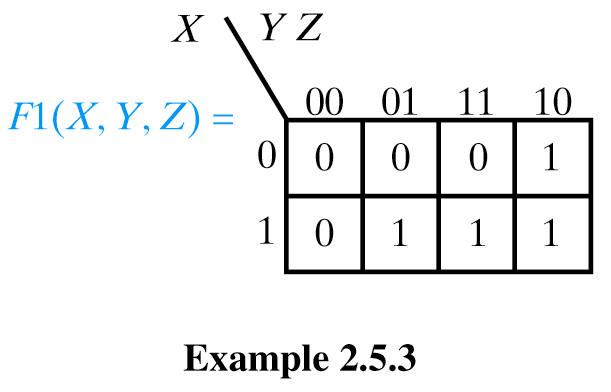 X Y Z
F1(X, Y, Z) =
00 01 11 10
0 0 0 0 1
1 0 1 1 1
Example 2.5.3